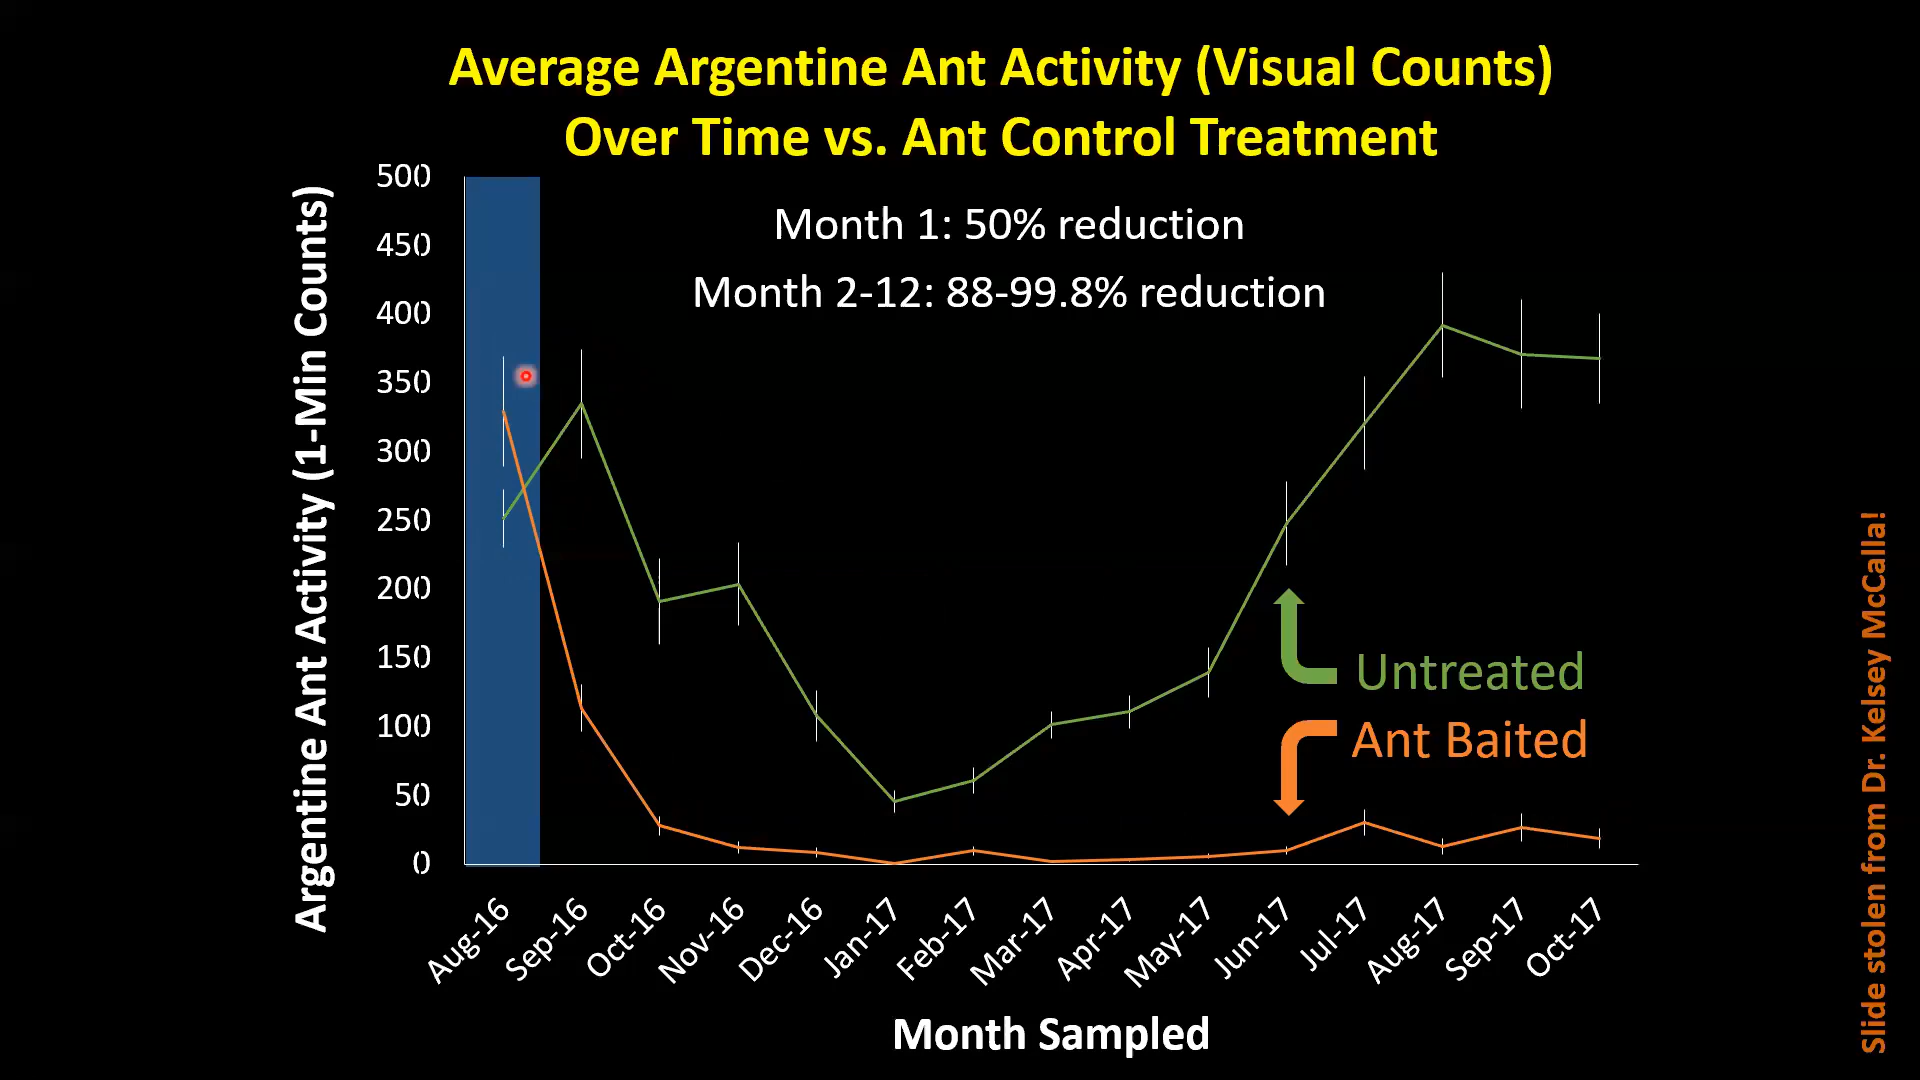 Average Argentine Ant Activity (Visual Counts)
Over Time vs. Ant Control Treatment
Month 1: 50% reduction
Month 2-12: 88-99.8% reduction
Argentine Ant Activity (1-Min Counts)
500
450
400
350
300
250
200
150
100
50
0
Untreated
Ant Baited
Aug-16
Sep-16
Oct-16
Nov-16
Dec-16
Jan-17
Feb-17
Mar-17
Apr-17
May-17
Jun-17
Jul-17
Aug-17
Sep-17
Oct-17
Month Sampled
Slide stolen from Dr. Kelsey McCalla!